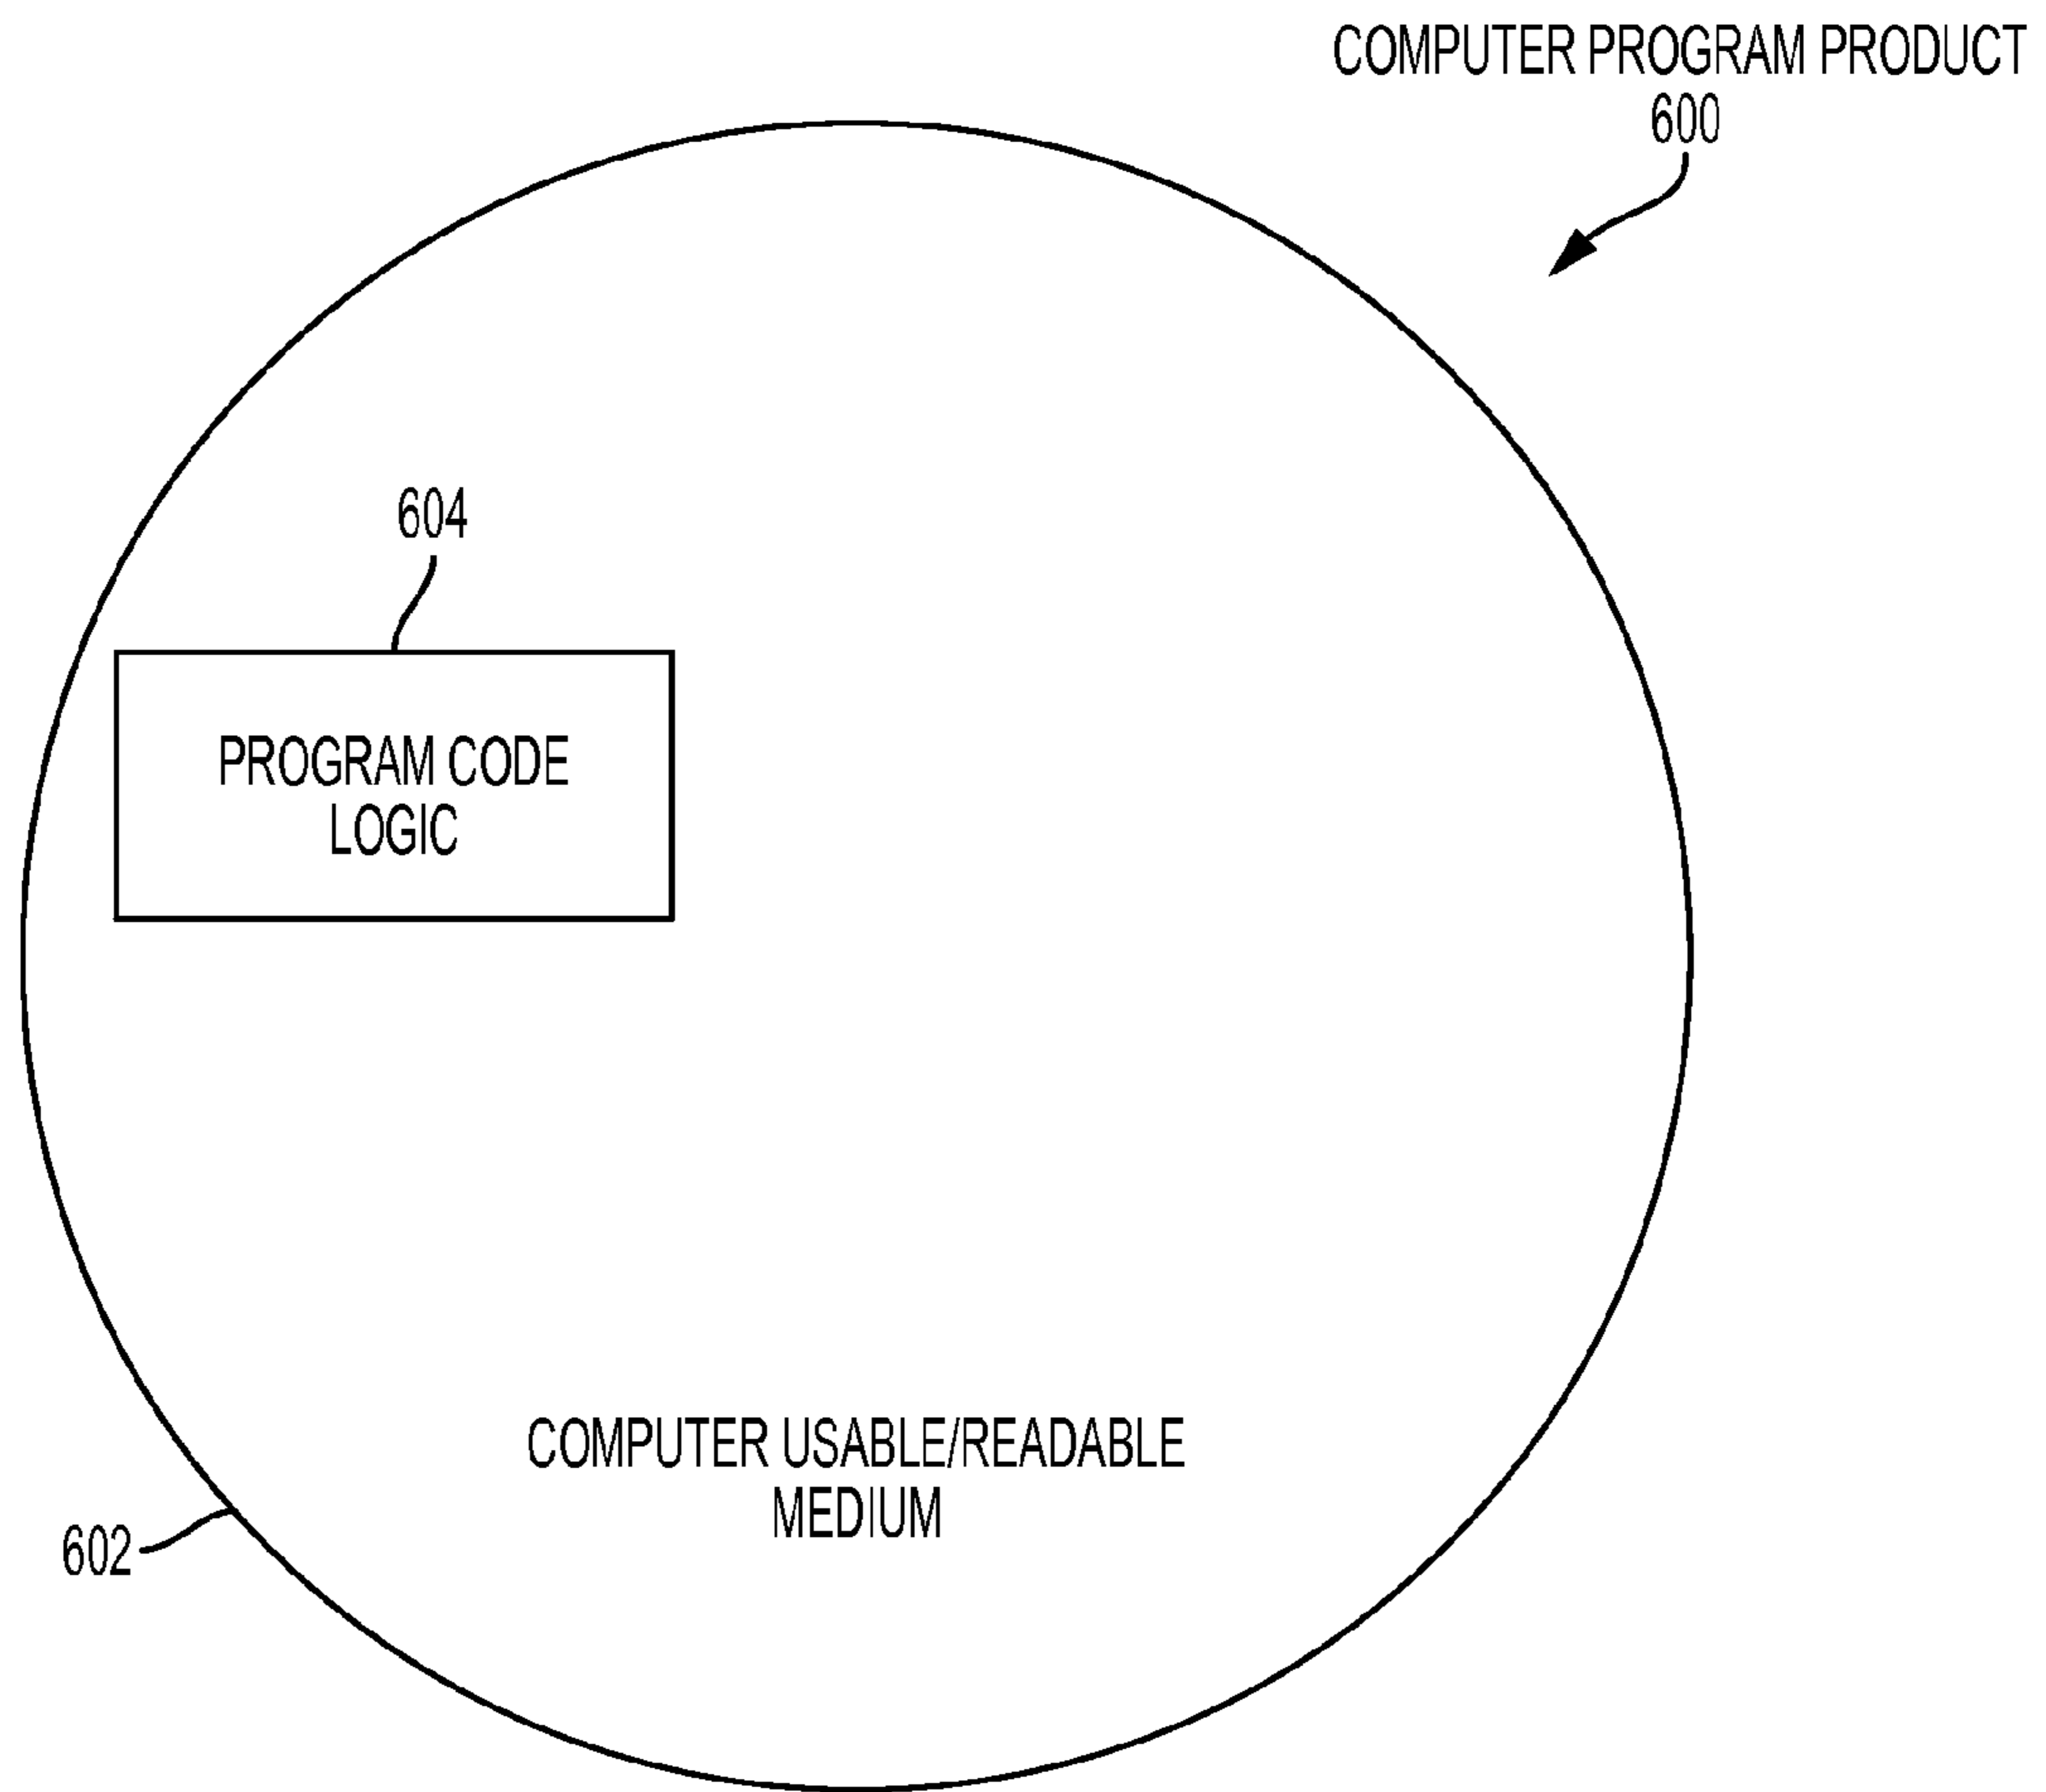 COMPUTER PROGRAM PRODUCT
600
604
PROGRAM CODE
LOGIC
COMPUTER USABLE/READABLE
MEDIUM
602